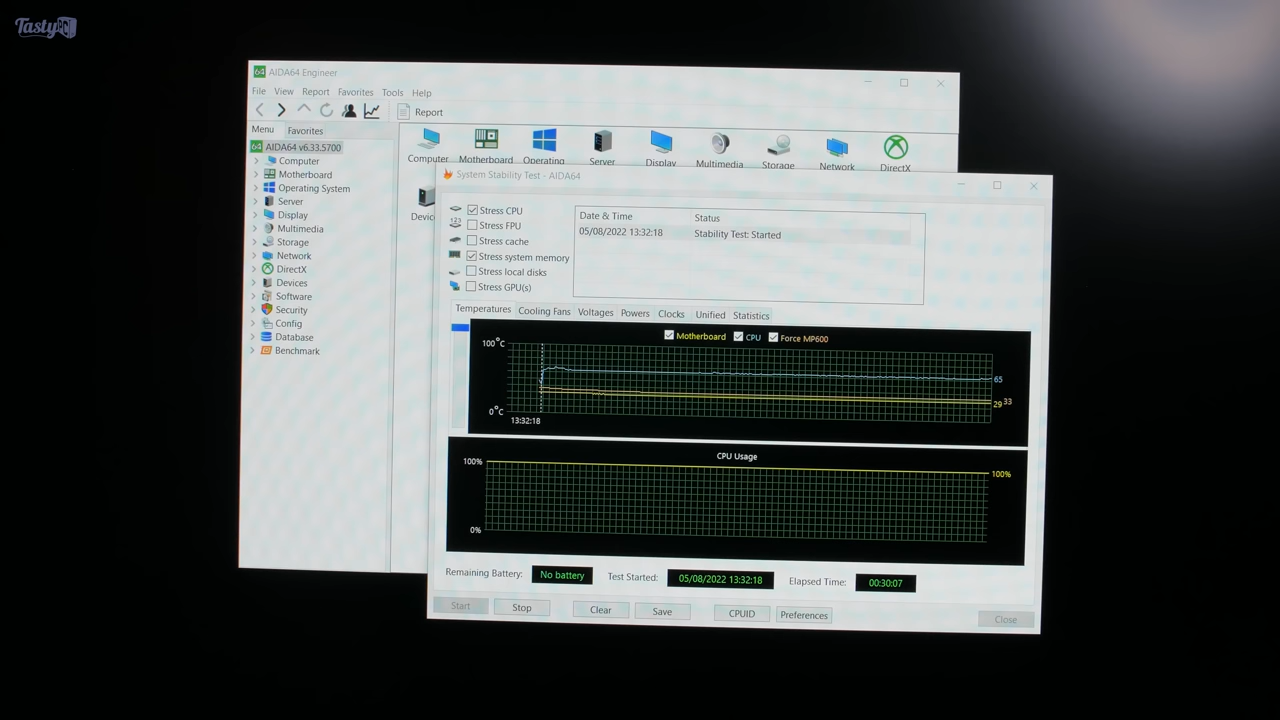 TastyPC
64 AIDA64 Engineer
File View Report Favorites Tools Help
Report
Menu Favorites
64 AIDA64 v6.33.5700
Computer
Motherboard
Operating System
Server
Display
Multimedia
Storage
Network
DirectX
Devices
Software
Security
Config
Database
Benchmark
Computer Motherboard Operating Server Display Multimedia Storage Network DirectX
Devic
System Stability Test - AIDA64
Stress CPU
123 Stress FPU
Stress cache
Stress system memory
Stress local disks
Stress GPU(s)
Date & Time Status
05/08/2022 13:32:18 Stability Test: Started
Temperatures Cooling Fans Voltages Powers Clocks Unified Statistics
Motherboard CPU Force MP600
100°C
65
33
29
0°C
13:32:18
CPU Usage
100% 100%
0%
Remaining Battery: No battery Test Started: 05/08/2022 13:32:18 Elapsed Time: 00:30:07
Start Stop Clear Save CPUID Preferences Close